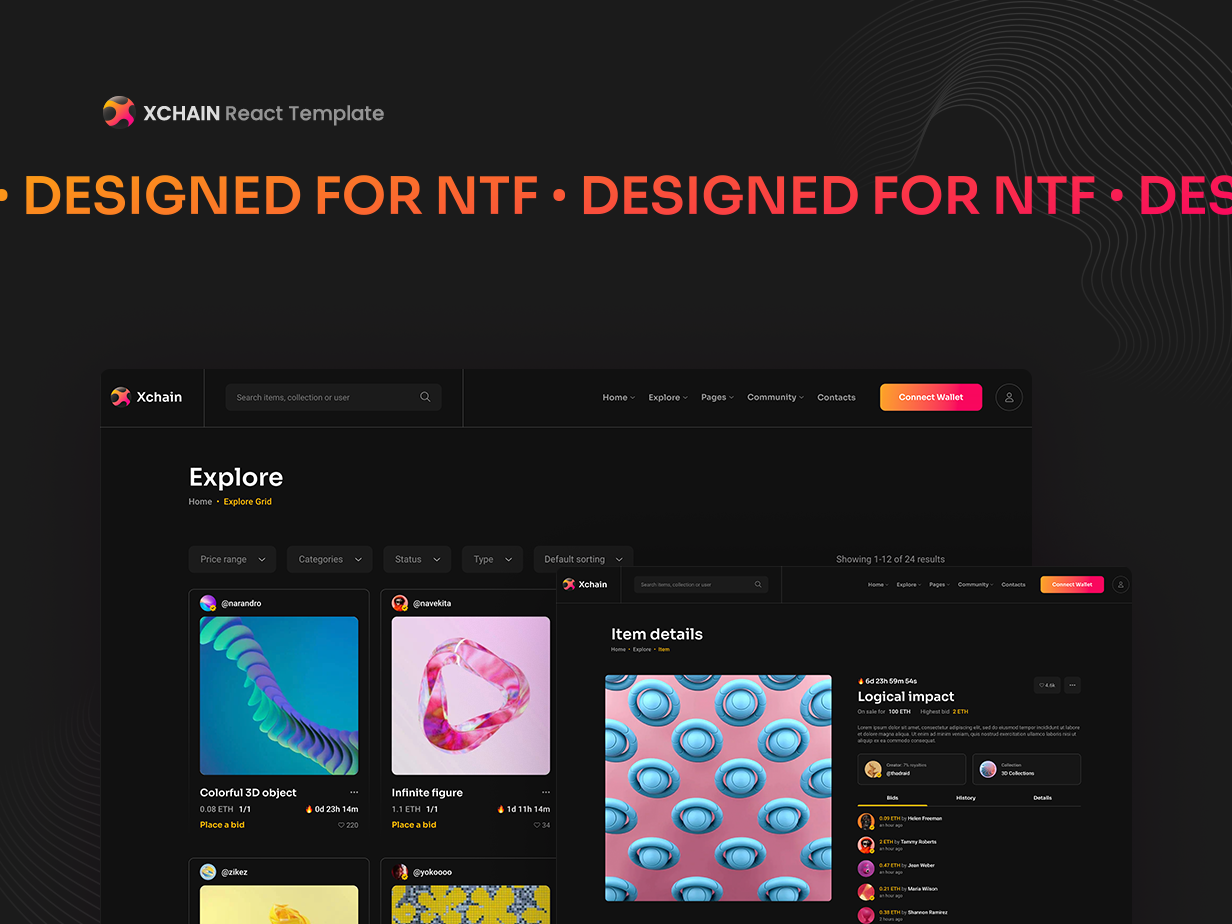 XCHAIN React Template
• DESIGNED FOR NTF • DESIGNED FOR NTF • DES
Xchain
Search items, collection or user
Home
Explore
Pages
Community
Contacts
Connect Wallet
Explore
Home • Explore Grid
Price range
Categories
Status
Type
Default sorting
Showing 1-12 of 24 results
@narandro
Colorful 3D object
0.08 ETH 1/1
0d 23h 14m
Place a bid
220
@navekita
Infinite figure
1.1 ETH 1/1
1d 11h 14m
Place a bid
34
@zikez
@yokoooo
Xchain
Search items, collection or user
Home
Explore
Pages
Community
Contacts
Connect Wallet
Item details
Home • Explore • Item
6d 23h 59m 54s
4.6k
Logical impact
On sale for 100 ETH Highest bid 2 ETH
Lorem ipsum dolor sit amet, consectetur adipiscing elit, sed do eiusmod tempor incididunt ut labore
et dolore magna aliqua. Ut enim ad minim veniam, quis nostrud exercitation ullamco laboris nisi ut
aliquip ex ea commodo consequat.
Creator 7% royalties
@thadraid
Collection
3D Collections
Bids
History
Details
0.09 ETH by Helen Freeman
an hour ago
2 ETH by Tammy Roberts
an hour ago
0.47 ETH by Joan Weber
an hour ago
0.21 ETH by Maria Wilson
an hour ago
0.38 ETH by Shannon Ramirez
2 hours ago